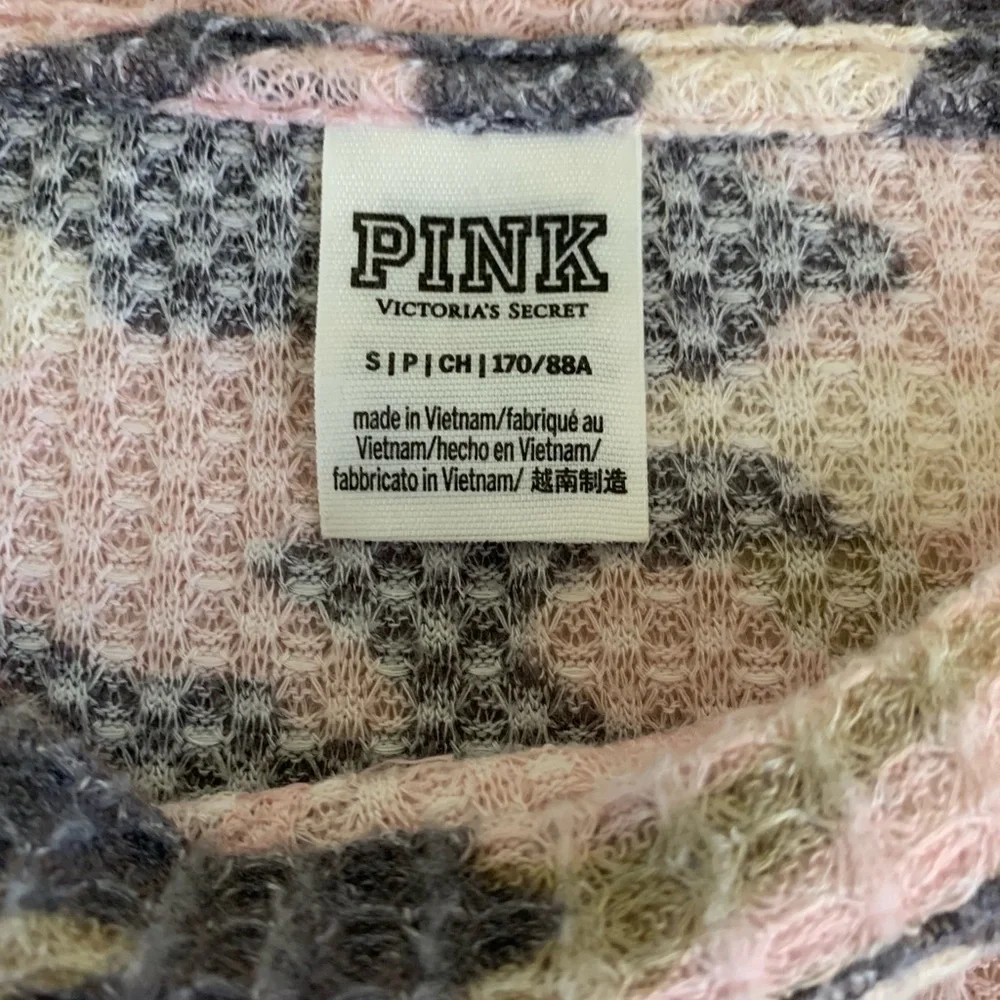 PINK
VICTORIA'S SECRET
S | P | CH | 170/88A
made in Vietnam/fabriqué au
Vietnam/hecho en Vietnam/
fabbricato in Vietnam/ 越南制造